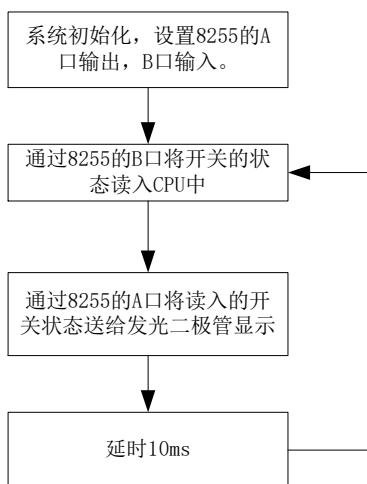 系统初始化，设置8255的A
口输出，B口输入。
通过8255的B口将开关的状
态读入CPU中
通过8255的A口将读入的开
关状态送给发光二极管显示
延时10ms